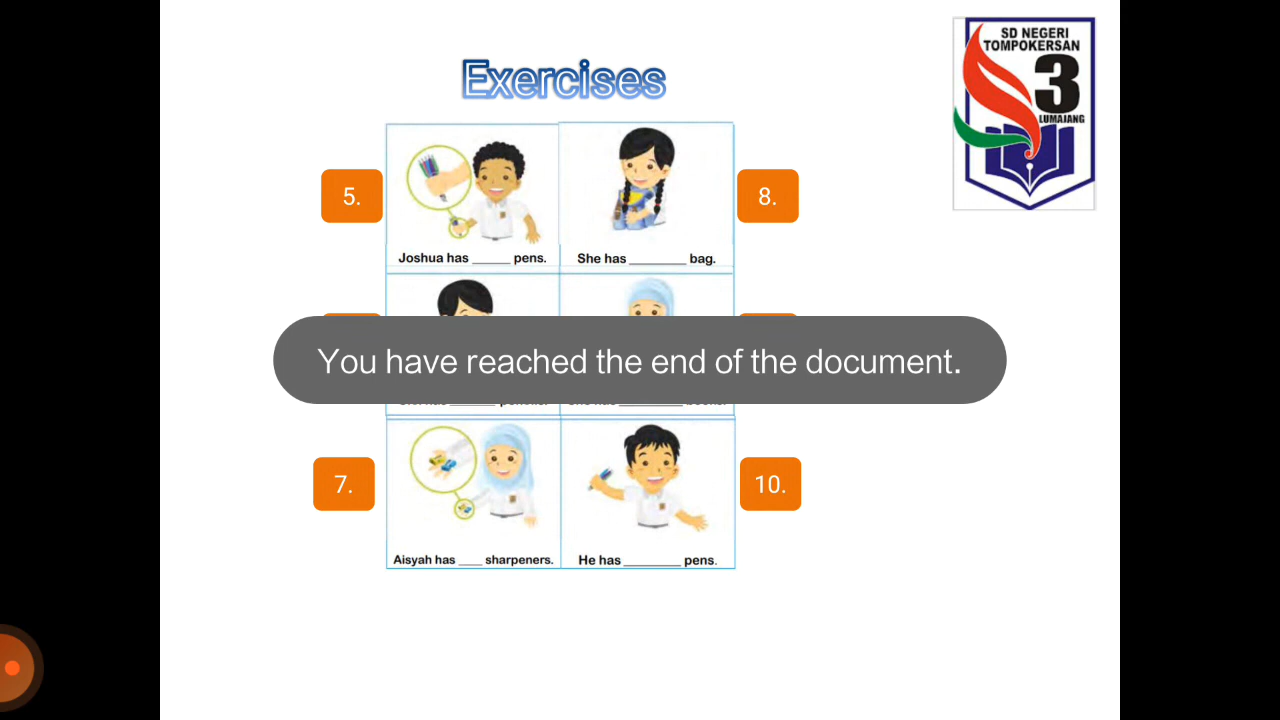 Exercises
SD NEGERI
TOMPOKERSAN
3
LUMAJANG
5.
8.
Joshua has ______ pens.
She has ________ bag.
You have reached the end of the document.
7.
10.
Aisyah has ____ sharpeners.
He has _________ pens.